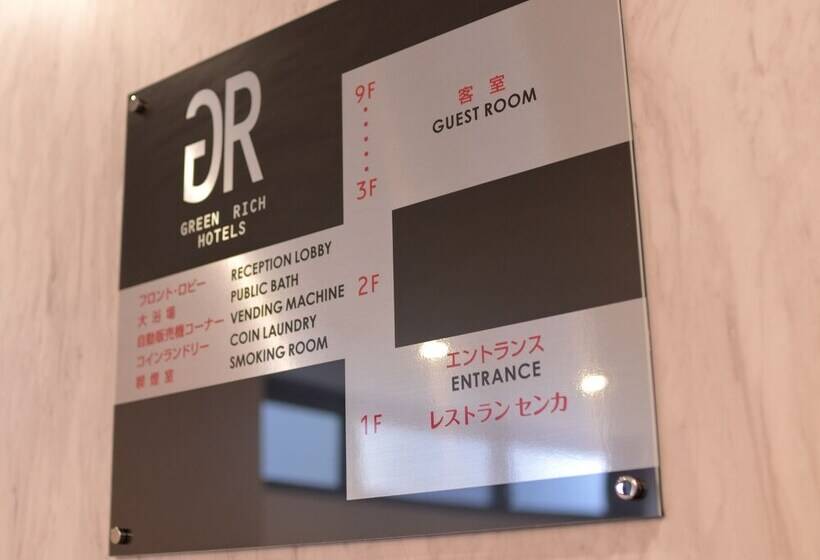 GR
GREEN RICH
HOTELS
9F
客室
GUEST ROOM
3F
フロント・ロビー RECEPTION LOBBY
大浴場 PUBLIC BATH
自動販売機コーナー VENDING MACHINE
コインランドリー COIN LAUNDRY
喫煙室 SMOKING ROOM
2F
エントランス
ENTRANCE
1F
レストラン センカ